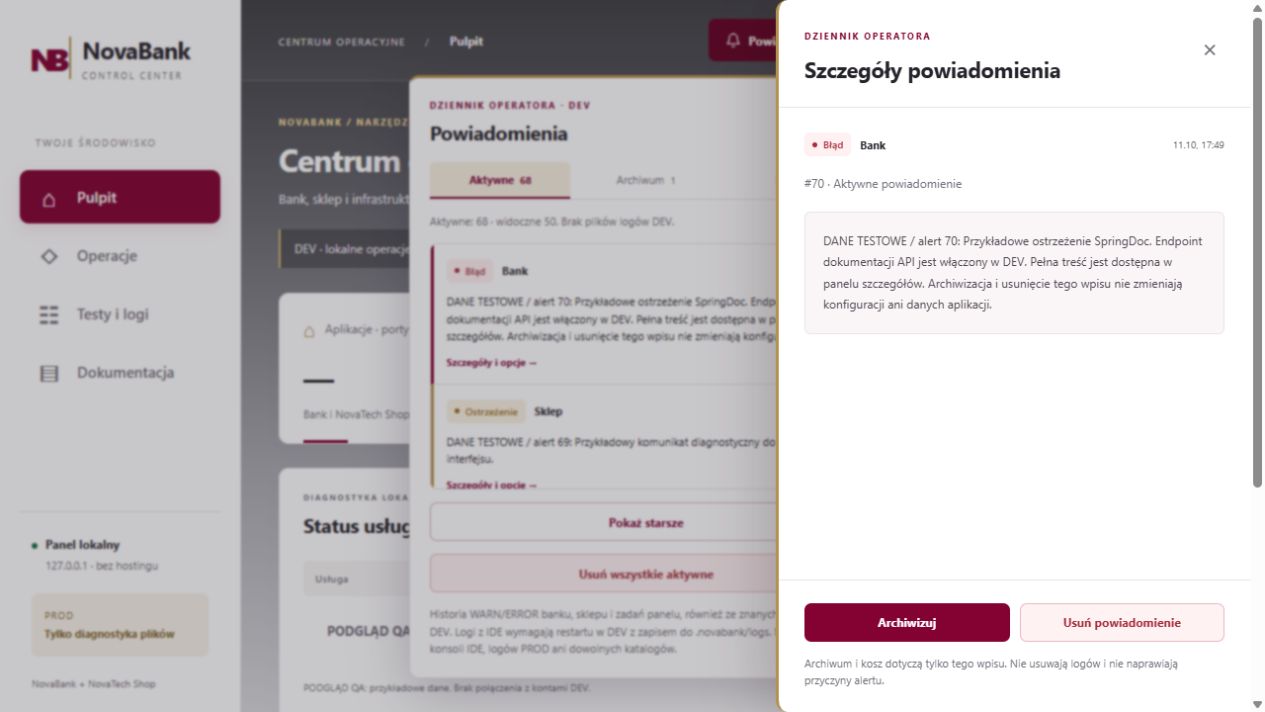 NB NovaBank
CONTROL CENTER
TWOJE ŚRODOWISKO
Pulpit
Operacje
Testy i logi
Dokumentacja
Panel lokalny
127.0.0.1 - bez hostingu
PROD
Tylko diagnostyka plików
NovaBank + NovaTech Shop
CENTRUM OPERACYJNE / Pulpit
NOVABANK / NARZĘDZ
Centrum
Bank, sklep i infrastrukt
DEV - lokalne operacje
Aplikacje - porty
Bank i NovaTech Shop
DIAGNOSTYKA LOKA
Status usług
Usługa
PODGLĄD QA
PODGLĄD QA: przykładowe dane. Brak połączenia z kontami DEV.
DZIENNIK OPERATORA · DEV
Powiadomienia
Aktywne 68
Archiwum 1
Aktywne: 68 · widoczne 50. Brak plików logów DEV.
Błąd Bank
DANE TESTOWE / alert 70: Przykładowe ostrzeżenie SpringDoc. Endp
dokumentacji API jest włączony w DEV. Pełna treść jest dostępna w p
szczegółów. Archiwizacja i usunięcie tego wpisu nie zmieniają konfig
Szczegóły i opcje →
Ostrzeżenie Sklep
DANE TESTOWE / alert 69: Przykładowy komunikat diagnostyczny do
interfejsu.
Szczegóły i opcje →
Pokaż starsze
Usuń wszystkie aktywne
Historia WARN/ERROR banku, sklepu i zadań panelu, również ze znanych
DEV. Logi z IDE wymagają restartu w DEV z zapisem do .novabank/logs.
konsoli IDE, logów PROD ani dowolnych katalogów.
DZIENNIK OPERATORA
Szczegóły powiadomienia
Błąd Bank 11.10, 17:49
#70 · Aktywne powiadomienie
DANE TESTOWE / alert 70: Przykładowe ostrzeżenie SpringDoc. Endpoint
dokumentacji API jest włączony w DEV. Pełna treść jest dostępna w
panelu szczegółów. Archiwizacja i usunięcie tego wpisu nie zmieniają
konfiguracji ani danych aplikacji.
Archiwizuj
Usuń powiadomienie
Archiwum i kosz dotyczą tylko tego wpisu. Nie usuwają logów i nie naprawiają
przyczyny alertu.